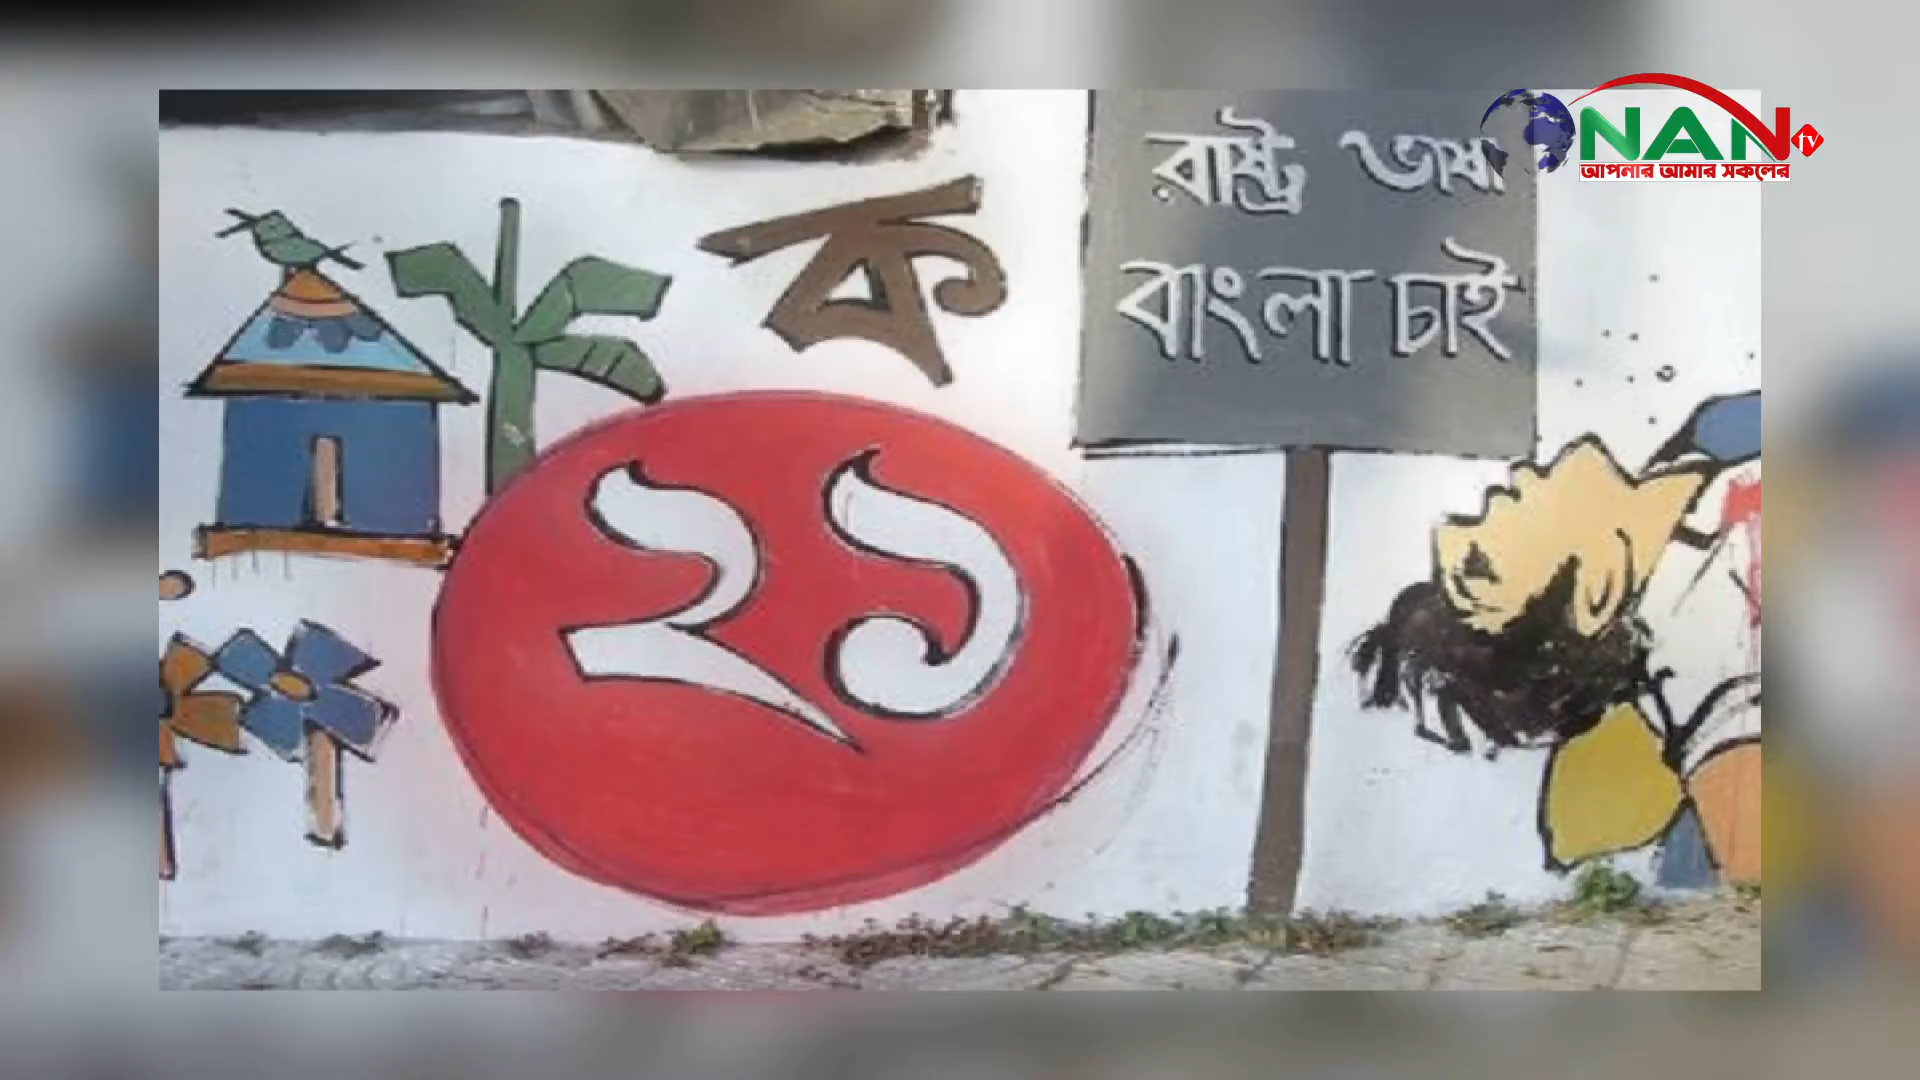 ক
রাষ্ট্র ভাষা
বাংলা চাই
২১
NAN tv
আপনার আমার সকলের